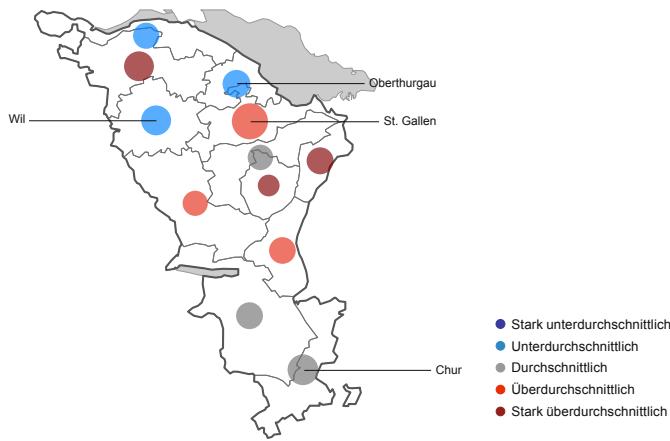 Oberthurgau
Wil
St. Gallen
Chur
Stark unterdurchschnittlich
Unterdurchschnittlich
Durchschnittlich
Überdurchschnittlich
Stark überdurchschnittlich